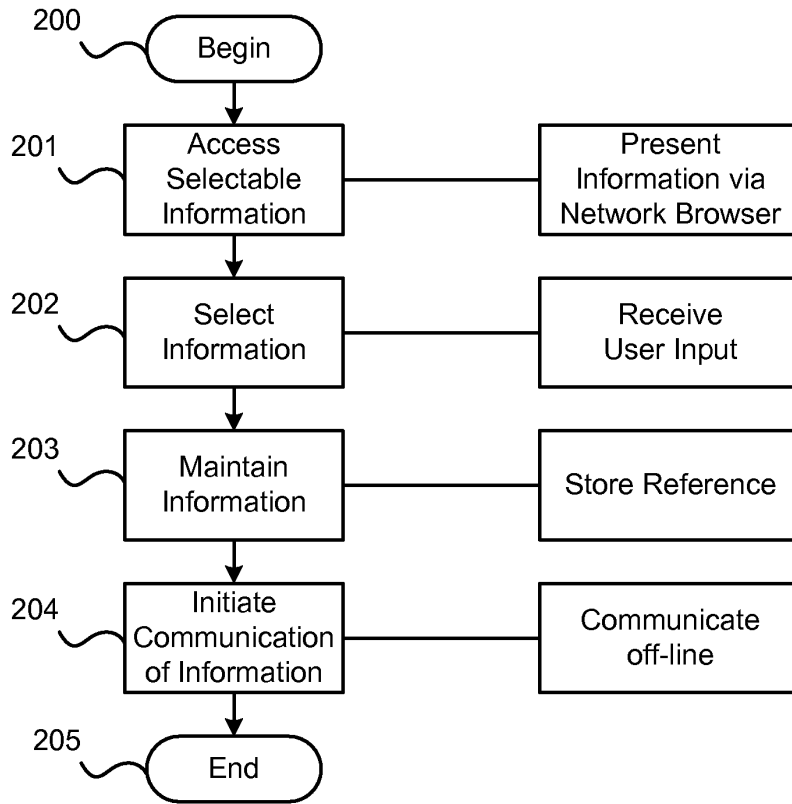 200
Begin
201
Access
Selectable
Information
Present
Information via
Network Browser
202
Select
Information
Receive
User Input
203
Maintain
Information
Store Reference
204
Initiate
Communication
of Information
Communicate
off-line
205
End